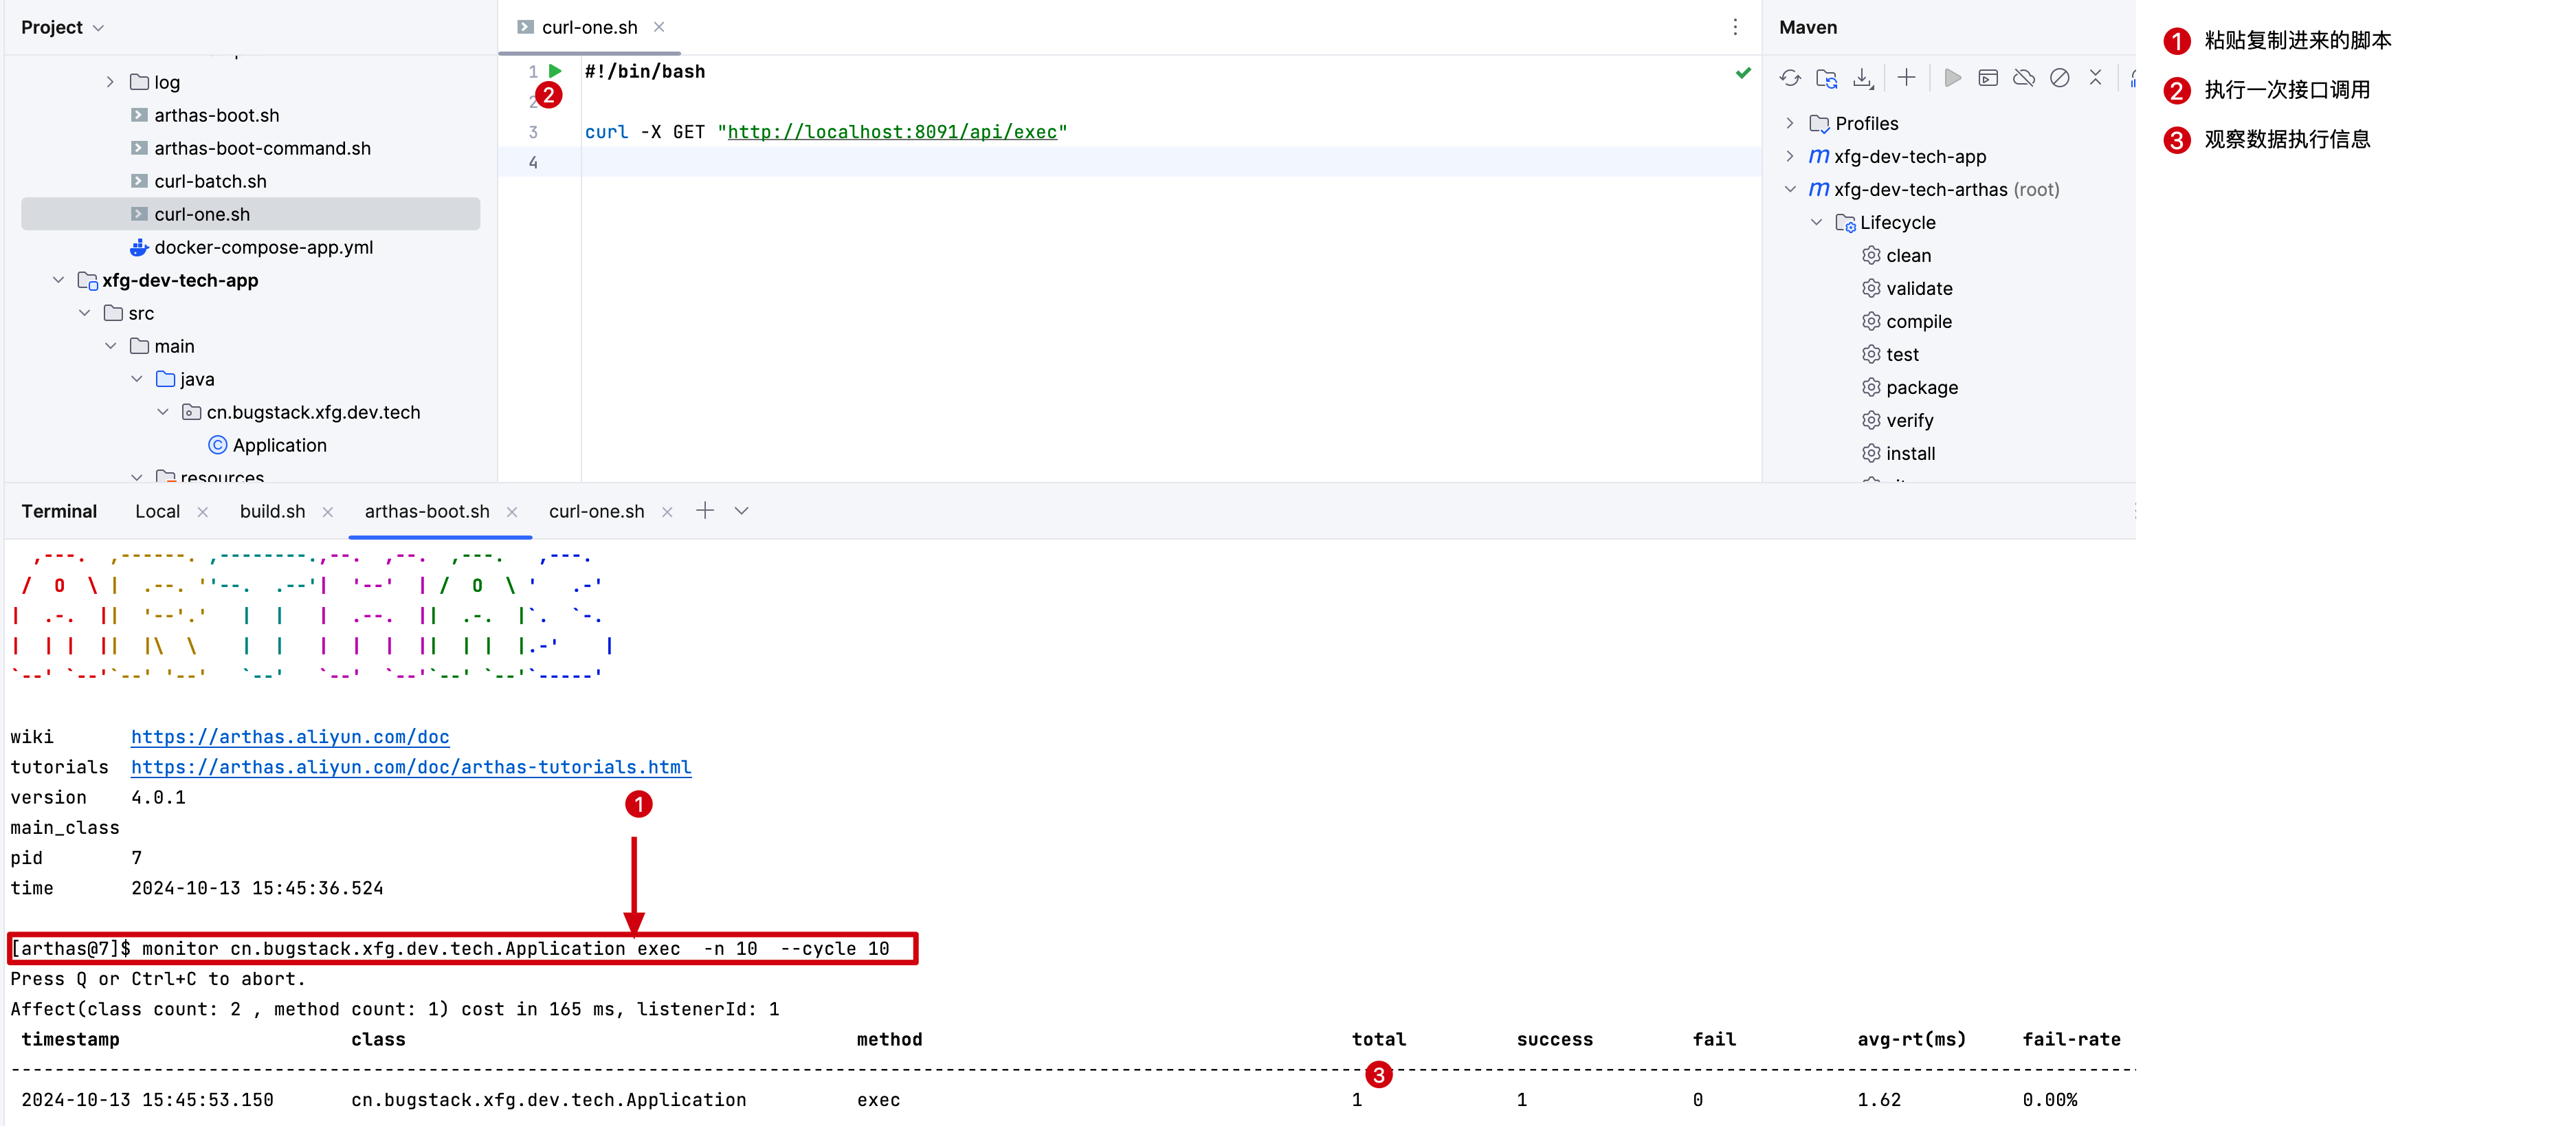 Project
log
arthas-boot.sh
arthas-boot-command.sh
curl-batch.sh
curl-one.sh
docker-compose-app.yml
xfg-dev-tech-app
src
main
java
cn.bugstack.xfg.dev.tech
Application
resources
curl-one.sh
1 #!/bin/bash
2
3 curl -X GET "http://localhost:8091/api/exec"
4
2
Maven
Profiles
xfg-dev-tech-app
xfg-dev-tech-arthas (root)
Lifecycle
clean
validate
compile
test
package
verify
install
1 粘贴复制进来的脚本
2 执行一次接口调用
3 观察数据执行信息
Terminal Local build.sh arthas-boot.sh curl-one.sh
ARTHAS
wiki https://arthas.aliyun.com/doc
tutorials https://arthas.aliyun.com/doc/arthas-tutorials.html
version 4.0.1
main_class
pid 7
time 2024-10-13 15:45:36.524
1
[arthas@7]$ monitor cn.bugstack.xfg.dev.tech.Application exec -n 10 --cycle 10
Press Q or Ctrl+C to abort.
Affect(class count: 2 , method count: 1) cost in 165 ms, listenerId: 1
timestamp class method total success fail avg-rt(ms) fail-rate
3
2024-10-13 15:45:53.150 cn.bugstack.xfg.dev.tech.Application exec 1 1 0 1.62 0.00%